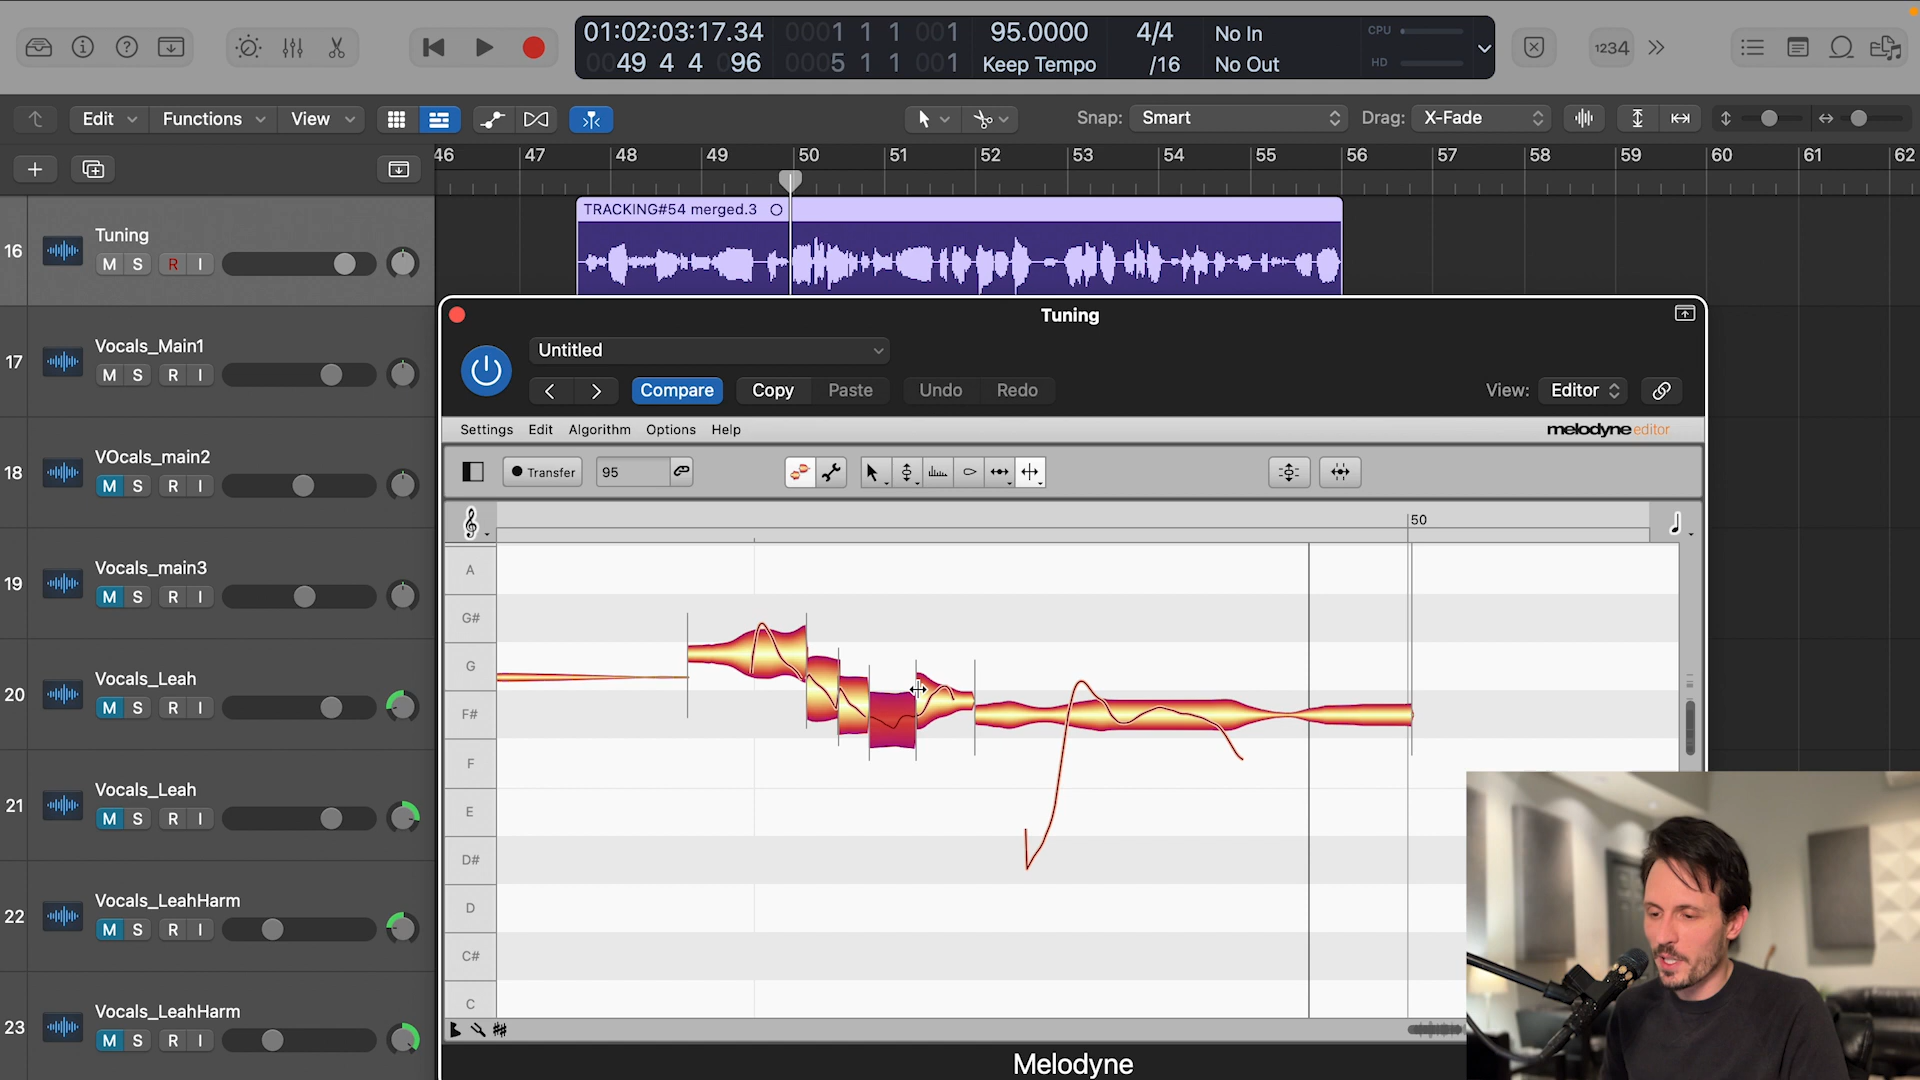 01:02:03:17.34
0001 1 1 001
95.0000
4/4
No In
CPU
0049 4 4 096
0005 1 1 001
Keep Tempo
/16
No Out
HD
1234
Edit
Functions
View
Snap:
Smart
Drag:
X-Fade
46 47 48 49 50 51 52 53 54 55 56 57 58 59 60 61 62
TRACKING#54 merged.3
16
Tuning
M S R I
17
Vocals_Main1
M S R I
18
VOcals_main2
M S R I
19
Vocals_main3
M S R I
20
Vocals_Leah
M S R I
21
Vocals_Leah
M S R I
22
Vocals_LeahHarm
M S R I
23
Vocals_LeahHarm
M S R I
Tuning
Untitled
Compare
Copy
Paste
Undo
Redo
View:
Editor
Settings
Edit
Algorithm
Options
Help
melodyne editor
Transfer
95
50
A
G#
G
F#
F
E
D#
D
C#
C
Melodyne